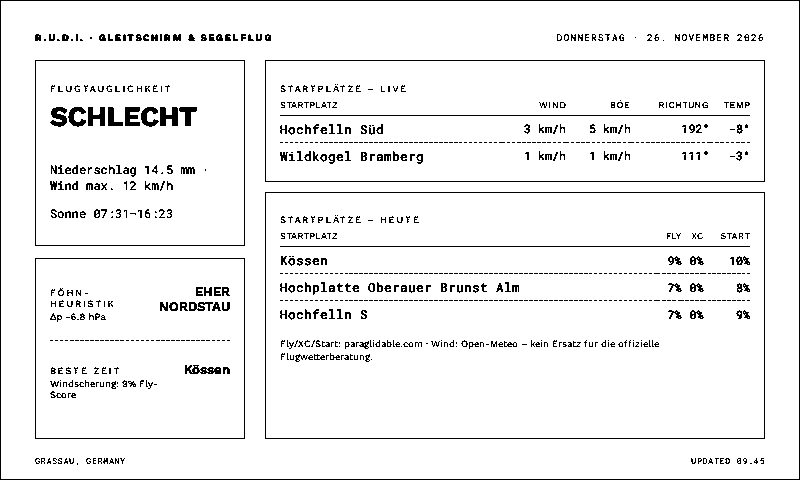 R.U.D.I. · GLEITSCHIRM & SEGELFLUG
DONNERSTAG · 26. NOVEMBER 2026
FLUGTAUGLICHKEIT
SCHLECHT
Niederschlag 14.5 mm ·
Wind max. 12 km/h
Sonne 07:31–16:23
FÖHN-
HEURISTIK
Δp -6.8 hPa
EHER
NORDSTAU
BESTE ZEIT
Windscherung: 9% Fly-
Score
Kössen
STARTPLÄTZE – LIVE
STARTPLATZ WIND BÖE RICHTUNG TEMP
Hochfelln Süd 3 km/h 5 km/h 192° -8°
Wildkogel Bramberg 1 km/h 1 km/h 111° -3°
STARTPLÄTZE – HEUTE
STARTPLATZ FLY XC START
Kössen 9% 0% 10%
Hochplatte Oberauer Brunst Alm 7% 0% 8%
Hochfelln S 7% 0% 9%
Fly/XC/Start: paraglidable.com · Wind: Open-Meteo – kein Ersatz für die offizielle
Flugwetterberatung.
GRASSAU, GERMANY
UPDATED 09.45